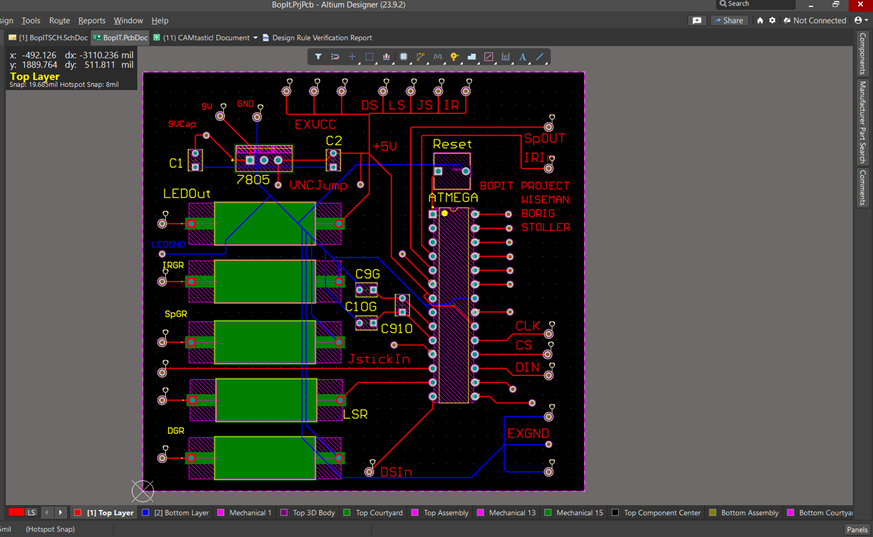 BopIt.PrjPcb - Altium Designer (23.9.2)
Search
sign Tools Route Reports Window Help
Share
Not Connected
[1] BopITSCH.SchDoc
BopIT.PcbDoc
(11) CAMtastic! Document
Design Rule Verification Report
x: -492.126 dx: -3110.236 mil
y: 1889.764 dy: 511.811 mil
Top Layer
Snap: 19.685mil Hotspot Snap: 8mil
Components
Manufacturer Part Search
Comments
9V
GND
DS LS JS IR
9VCap
EXVCC
SpOUT
C1
C2
+5V
Reset
IRIn
7805
VNCJump
BOPIT PROJECT
LEDOut
ATMEGA
WISEMAN
BORIG
STOLLER
LEDGND
IRGR
C9G
C10G
SpGR
C910
CLK
CS
JstickIn
DIN
LSR
DGR
EXGND
DSIn
LS
[1] Top Layer
[2] Bottom Layer
Mechanical 1
Top 3D Body
Top Courtyard
Top Assembly
Mechanical 13
Mechanical 15
Top Component Center
Bottom Assembly
Bottom Courtya
5mil (Hotspot Snap)
Panels